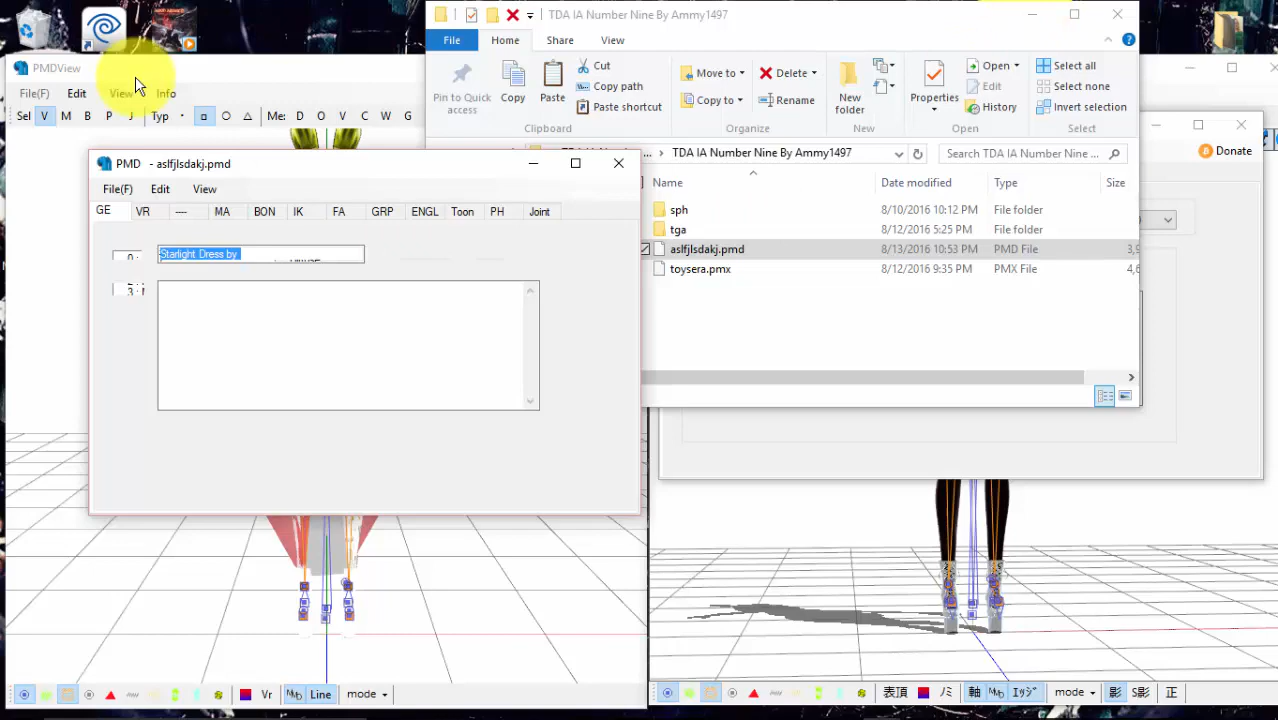 TDA IA Number Nine By Ammy1497
File
Home
Share
View
Pin to Quick access
Copy
Paste
Cut
Copy path
Paste shortcut
Clipboard
Move to
Copy to
Delete
Rename
Organize
New folder
New
Properties
Open
Edit
History
Open
Select all
Select none
Invert selection
Select
TDA IA Number Nine By Ammy1497
Search TDA IA Number Nine ...
Name
Date modified
Type
Size
sph
8/10/2016 10:12 PM
File folder
tga
8/12/2016 5:25 PM
File folder
aslfjlsdakj.pmd
8/13/2016 10:53 PM
PMD File
3,9
toysera.pmx
8/12/2016 9:35 PM
PMX File
4,6
PMDView
File(F)
Edit
View
Info
Sel V M B P J Typ
Me: D O V C V G
PMD - aslfjlsdakj.pmd
File(F)
Edit
View
GE
VR
---
MA
BON
IK
FA
GRP
ENGL
Toon
PH
Joint
Starlight Dress by
Donate
Vr
Line
mode
表頂
ノミ
軸
エッジ
mode
影
S影
正